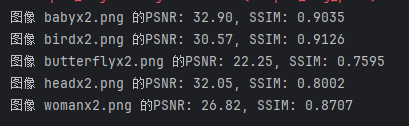 图像 babyx2.png 的PSNR: 32.90, SSIM: 0.9035
图像 birdx2.png 的PSNR: 30.57, SSIM: 0.9126
图像 butterflyx2.png 的PSNR: 22.25, SSIM: 0.7595
图像 headx2.png 的PSNR: 32.05, SSIM: 0.8002
图像 womanx2.png 的PSNR: 26.82, SSIM: 0.8707